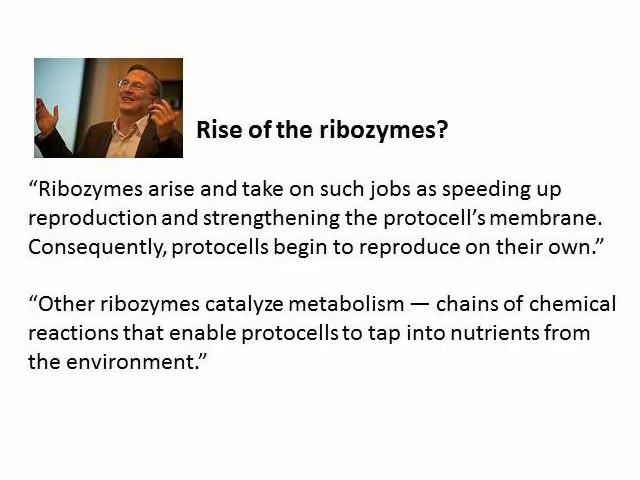 Rise of the ribozymes?
“Ribozymes arise and take on such jobs as speeding up
reproduction and strengthening the protocell’s membrane.
Consequently, protocells begin to reproduce on their own.”
“Other ribozymes catalyze metabolism — chains of chemical
reactions that enable protocells to tap into nutrients from
the environment.”